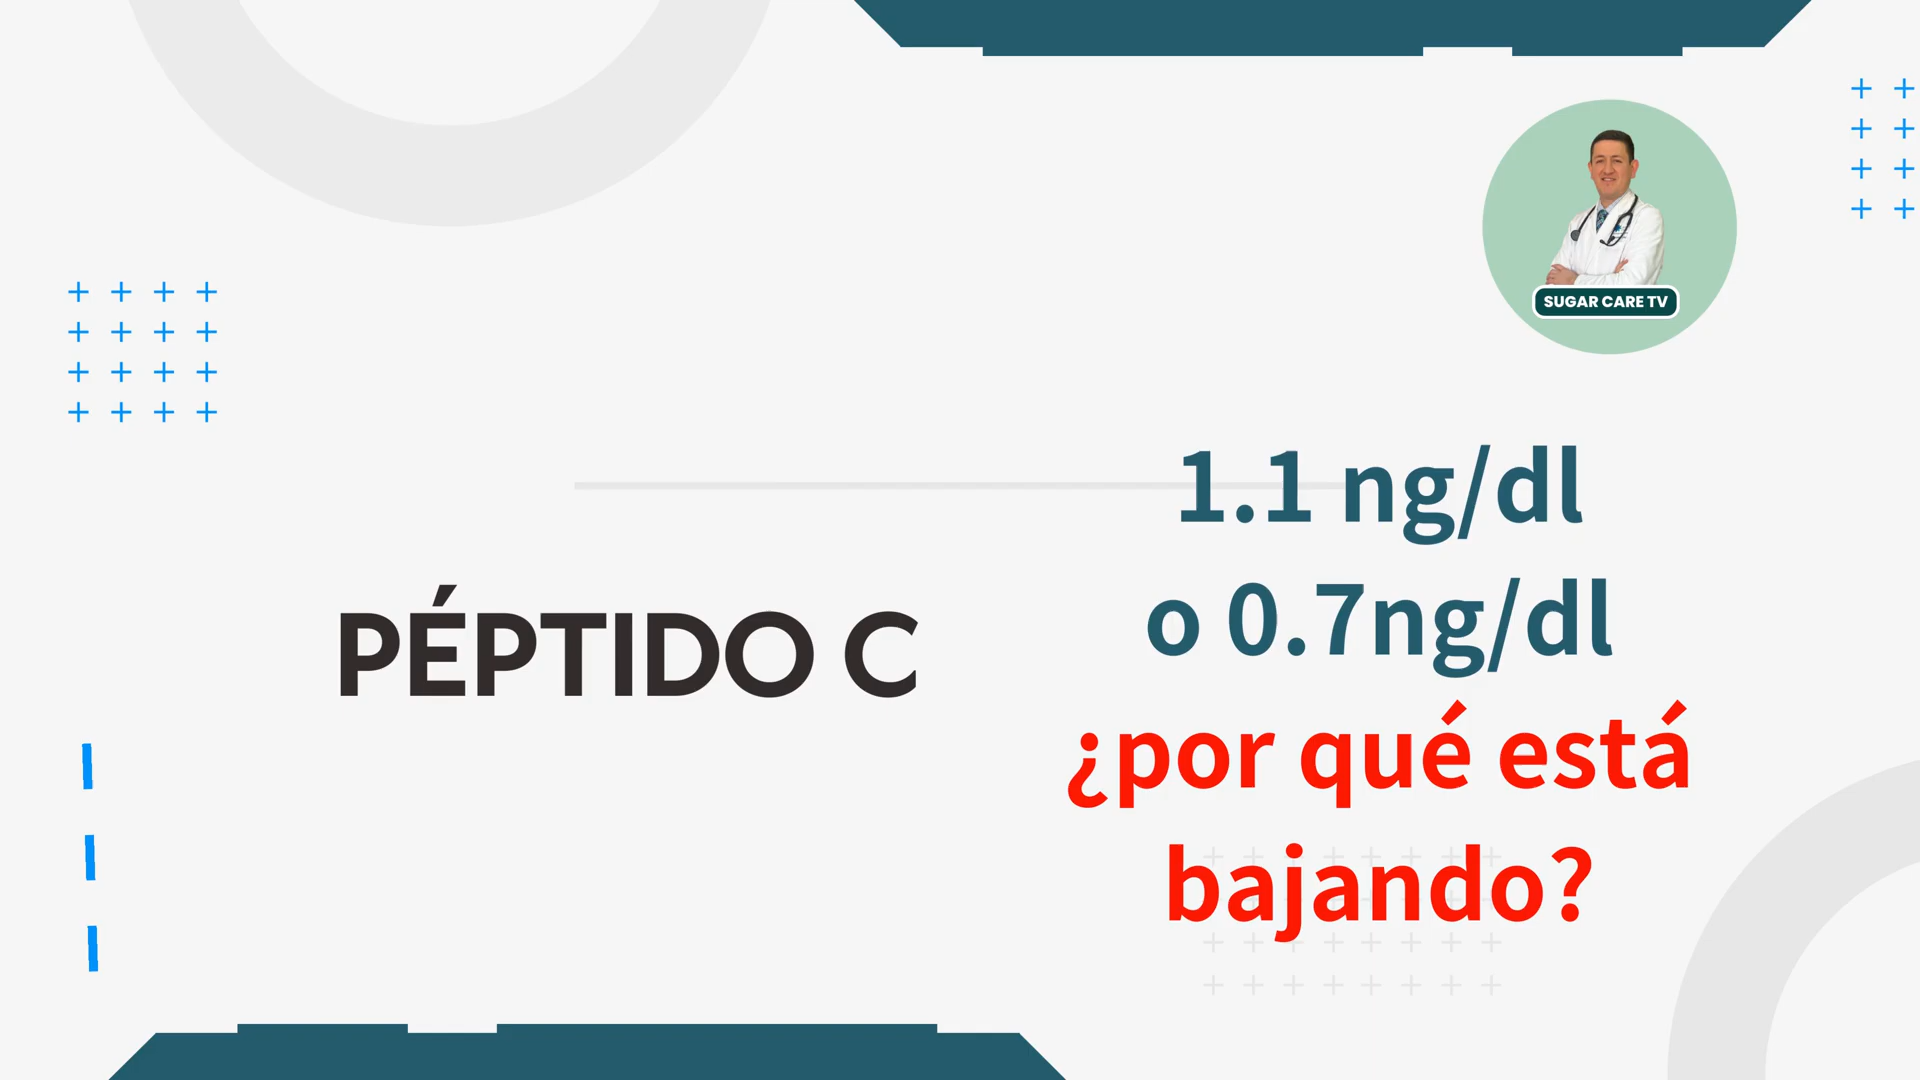 SUGAR CARE TV
PÉPTIDO C
1.1 ng/dl
o 0.7ng/dl
¿por qué está
bajando?